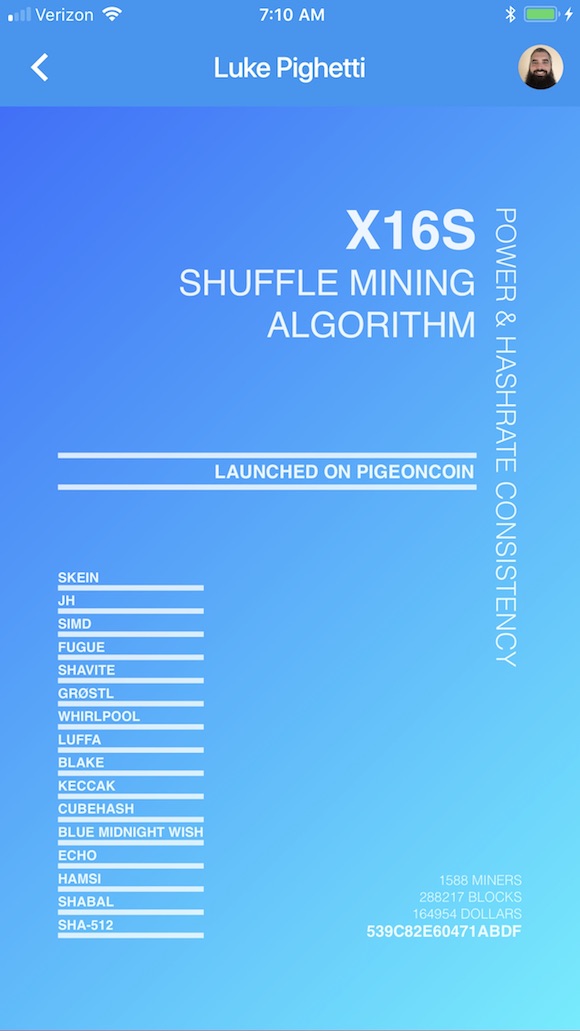 Verizon 7:10 AM
Luke Pighetti
X16S
SHUFFLE MINING
ALGORITHM
POWER & HASHRATE CONSISTENCY
LAUNCHED ON PIGEONCOIN
SKEIN
JH
SIMD
FUGUE
SHAVITE
GRØSTL
WHIRLPOOL
LUFFA
BLAKE
KECCAK
CUBEHASH
BLUE MIDNIGHT WISH
ECHO
HAMSI
SHABAL
SHA-512
1588 MINERS
288217 BLOCKS
164954 DOLLARS
539C82E60471ABDF